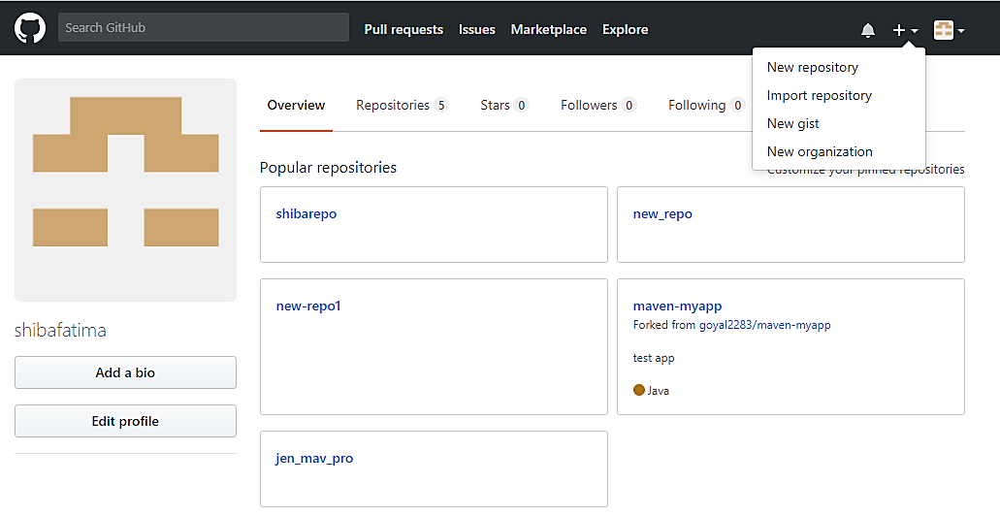 Search GitHub Pull requests Issues Marketplace Explore
New repository
Import repository
New gist
New organization
Overview Repositories 5 Stars 0 Followers 0 Following 0
Popular repositories
Customize your pinned repositories
shibarepo
new_repo
new-repo1
maven-myapp
Forked from goyal2283/maven-myapp
test app
Java
jen_mav_pro
shibafatima
Add a bio
Edit profile